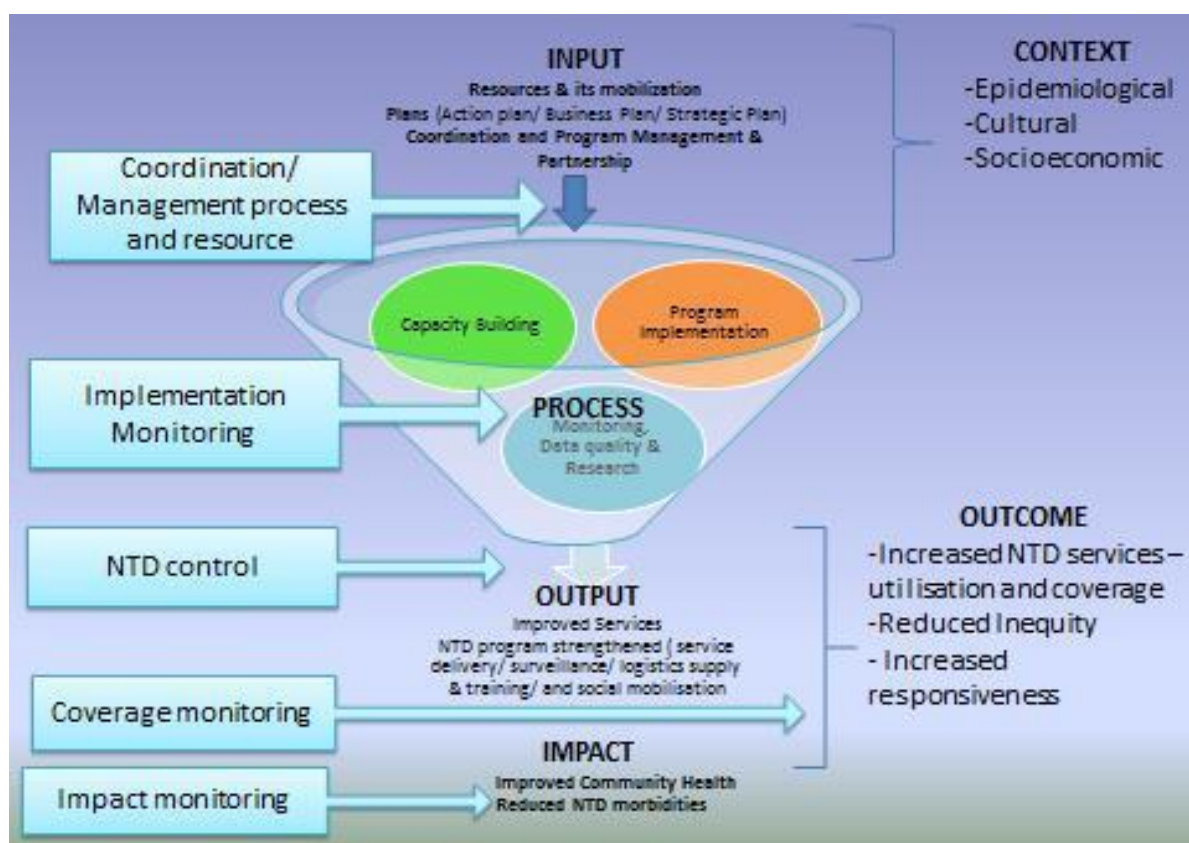 INPUT
Resources & its mobilization
Plans (Action plan/ Business Plan/ Strategic Plan)
Coordination and Program Management &
Partnership
CONTEXT
-Epidemiological
-Cultural
-Socioeconomic
Coordination/
Management process
and resource
Capacity Building
Program
Implementation
Implementation
Monitoring
PROCESS
Monitoring,
Data quality &
Research
NTD control
OUTPUT
Improved Services
NTD program strengthened ( service
delivery/ surveillance/ logistics supply
& training/ and social mobilisation
OUTCOME
-Increased NTD services –
utilisation and coverage
-Reduced Inequity
- Increased
responsiveness
Coverage monitoring
IMPACT
Improved Community Health
Reduced NTD morbidities
Impact monitoring